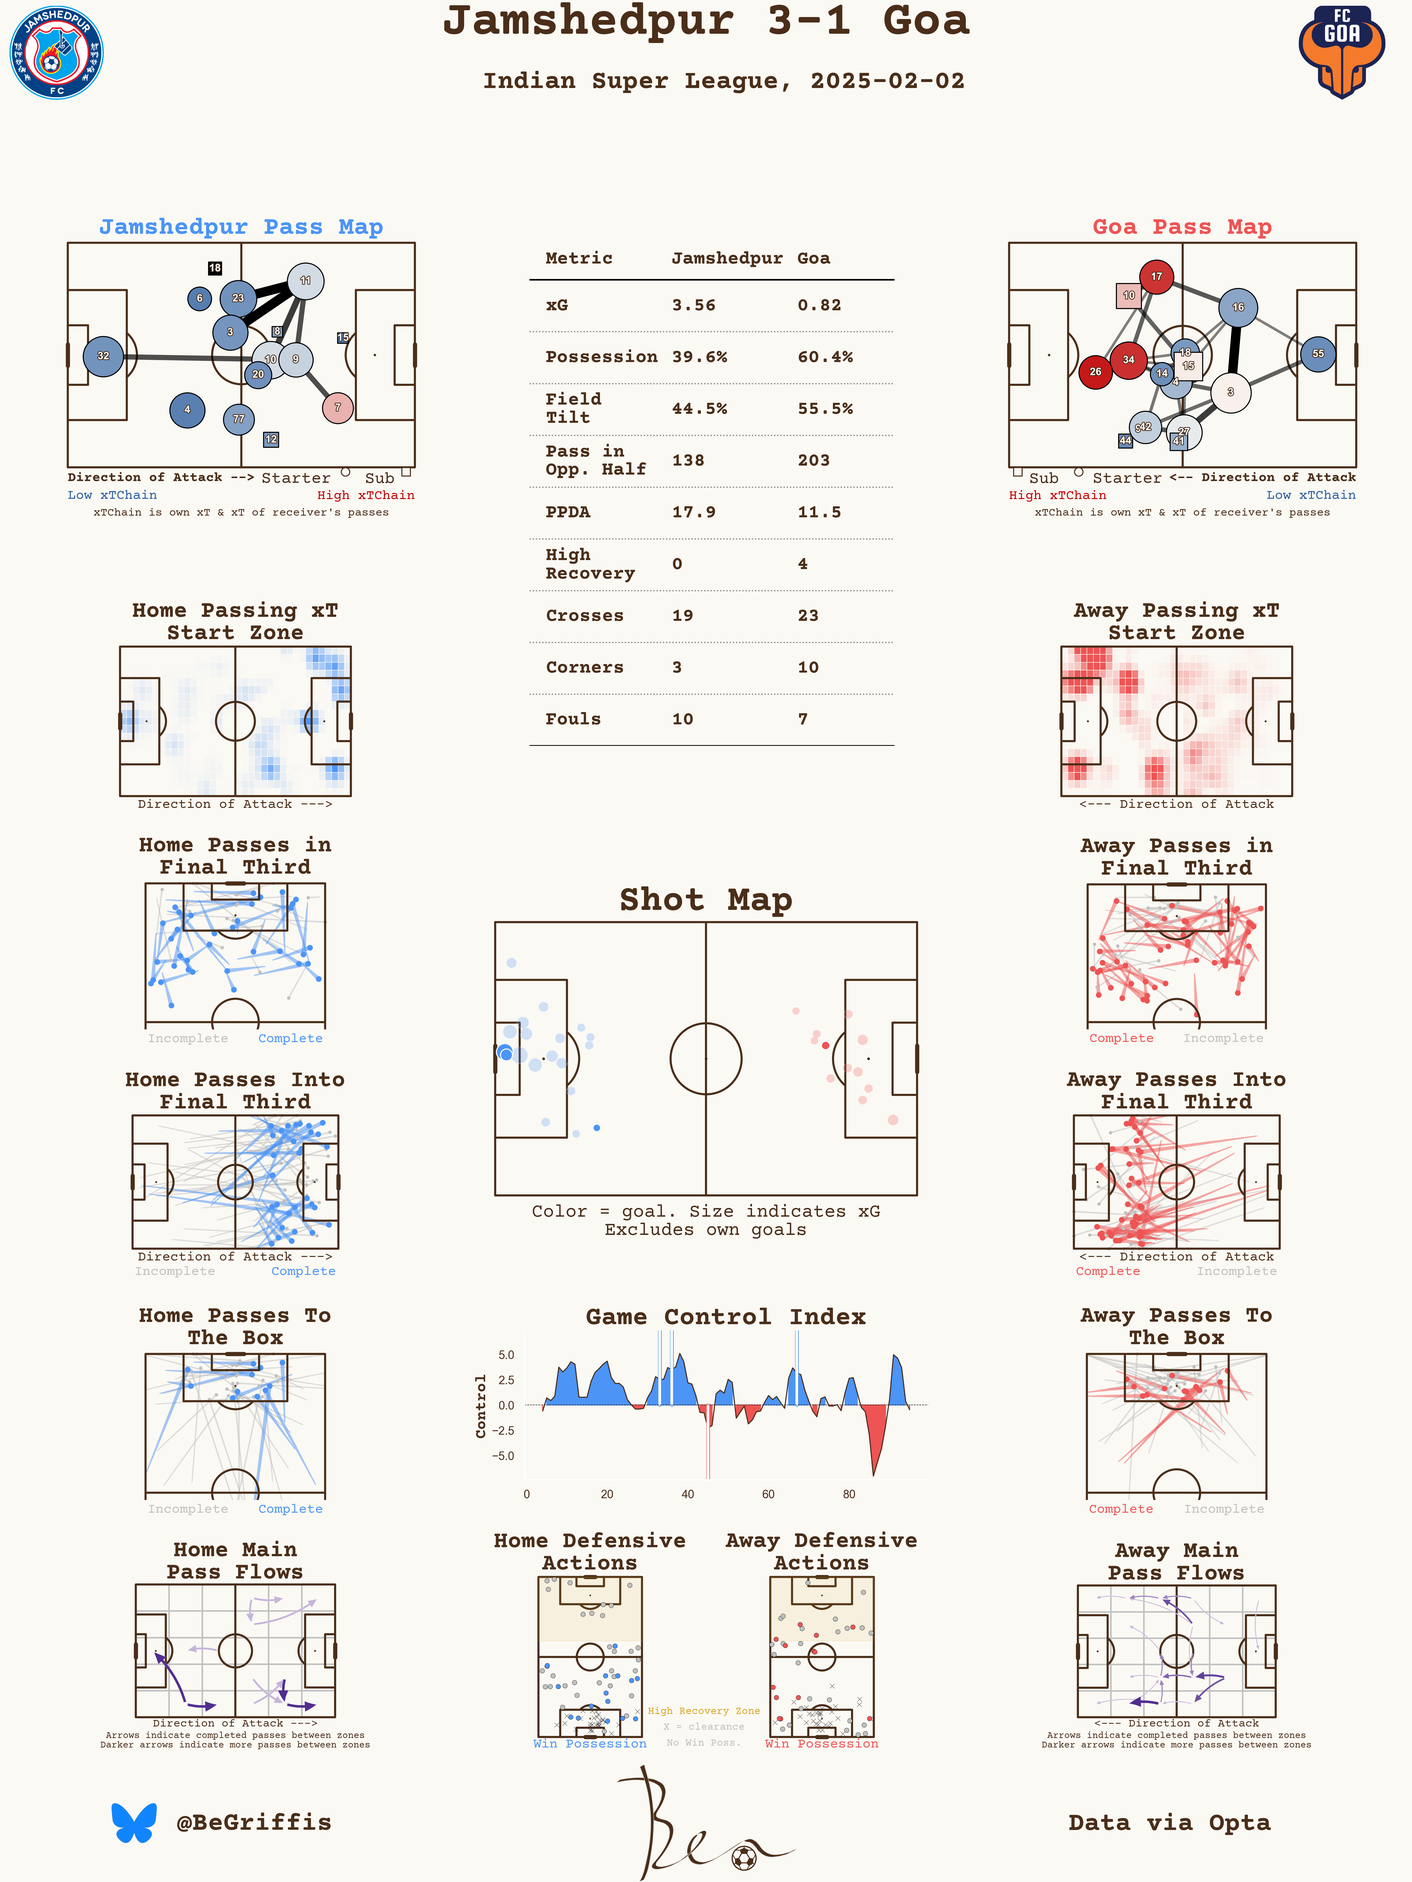 Jamshedpur 3-1 Goa
Indian Super League, 2025-02-02
JAMSHEDPUR
FC
FC
GOA
Jamshedpur Pass Map
18
11
6
23
3
8
15
32
10
9
20
4
77
7
12
Direction of Attack --> Starter Sub
Low xTChain High xTChain
xTChain is own xT & xT of receiver's passes
Metric Jamshedpur Goa
xG 3.56 0.82
Possession 39.6% 60.4%
Field
Tilt 44.5% 55.5%
Pass in
Opp. Half 138 203
PPDA 17.9 11.5
High
Recovery 0 4
Crosses 19 23
Corners 3 10
Fouls 10 7
Goa Pass Map
17
10
16
18
55
34
15
26
14
4
3
42
27
44
41
Sub Starter <-- Direction of Attack
High xTChain Low xTChain
xTChain is own xT & xT of receiver's passes
Home Passing xT
Start Zone
Direction of Attack --->
Away Passing xT
Start Zone
<--- Direction of Attack
Home Passes in
Final Third
Incomplete Complete
Away Passes in
Final Third
Complete Incomplete
Shot Map
Color = goal. Size indicates xG
Excludes own goals
Home Passes Into
Final Third
Direction of Attack --->
Incomplete Complete
Away Passes Into
Final Third
<--- Direction of Attack
Complete Incomplete
Home Passes To
The Box
Incomplete Complete
Game Control Index
Control
5.0
2.5
0.0
−2.5
−5.0
0 20 40 60 80
Away Passes To
The Box
Complete Incomplete
Home Main
Pass Flows
Direction of Attack --->
Arrows indicate completed passes between zones
Darker arrows indicate more passes between zones
Home Defensive
Actions
Win Possession
Away Defensive
Actions
Win Possession
High Recovery Zone
X = clearance
No Win Poss.
Away Main
Pass Flows
<--- Direction of Attack
Arrows indicate completed passes between zones
Darker arrows indicate more passes between zones
@BeGriffis
Ben
Data via Opta